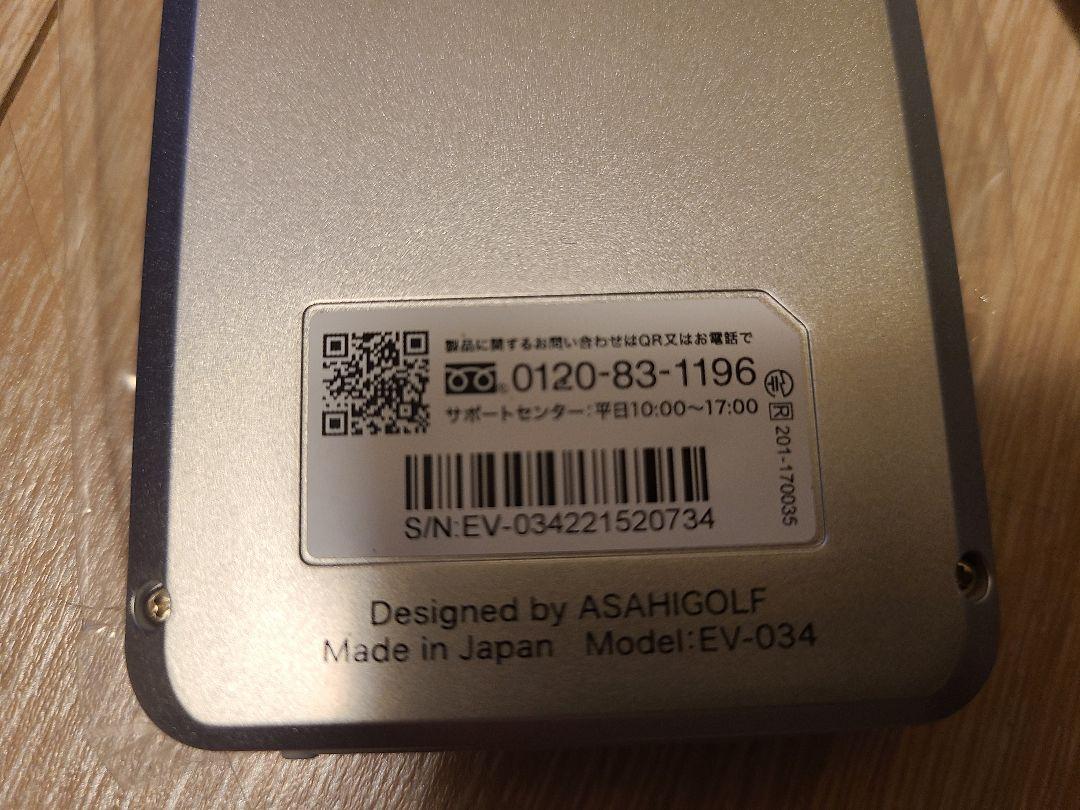 製品に関するお問い合わせはQR又はお電話で
0120-83-1196
サポートセンター:平日10:00〜17:00
R 201-170035
S/N:EV-034221520734
Designed by ASAHIGOLF
Made in Japan Model:EV-034